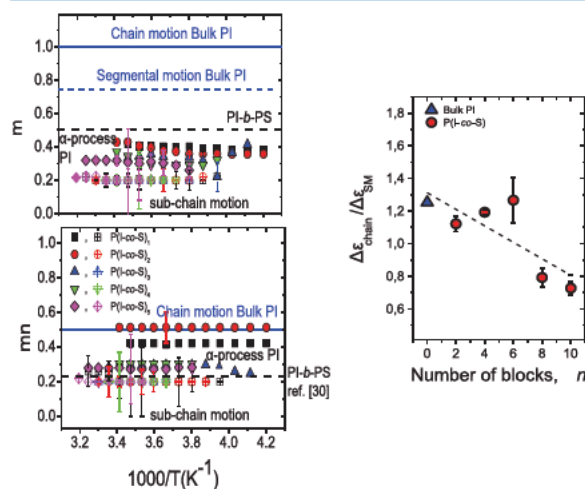 Chain motion Bulk PI
1.0
Segmental motion Bulk PI
0.8
0.6
PI-b-PS
0.4
α-process
PI
0.2
sub-chain motion
0.0
m
, P(I-co-S)₁
, P(I-co-S)₂
, P(I-co-S)₃
, P(I-co-S)₄
, P(I-co-S)₅
1.0
0.8
0.6
0.4
0.2
0.0
mn
Chain motion Bulk PI
α-process PI
PI-b-PS
ref. [30]
sub-chain motion
3.2 3.4 3.6 3.8 4.0 4.2
1000/T(K⁻¹)
Bulk PI
P(I-co-S)
1,8
1,6
1,4
1,2
1,0
0,8
0,6
Δε chain /Δε SM
0 2 4 6 8 10
Number of blocks, n